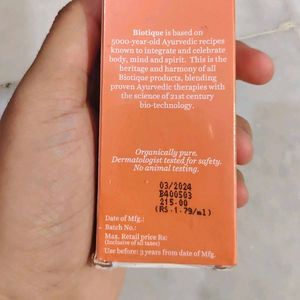 Biotique is based on
5000-year-old Ayurvedic recipes
known to integrate and celebrate
body, mind and spirit. This is the
heritage and harmony of all
Biotique products, blending
proven Ayurvedic therapies with
the science of 21st century
bio-technology.
Organically pure.
Dermatologist tested for safety.
No animal testing.
03/2024
B400503
215.00
(RS.1.79/ml)
Date of Mfg.:
Batch No.:
Max. Retail price Rs:
(Inclusive of all taxes)
Use before: 3 years from date of Mfg.